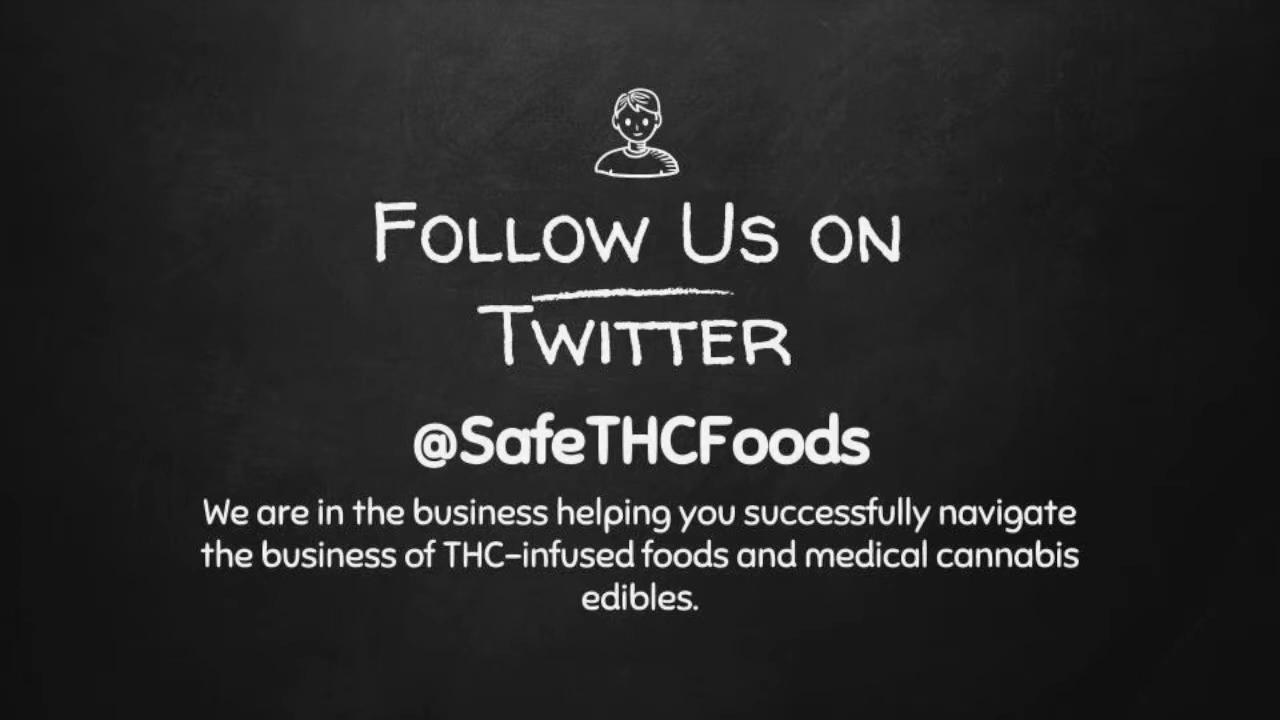 Follow Us on
Twitter
@SafeTHCFoods
We are in the business helping you successfully navigate
the business of THC-infused foods and medical cannabis
edibles.